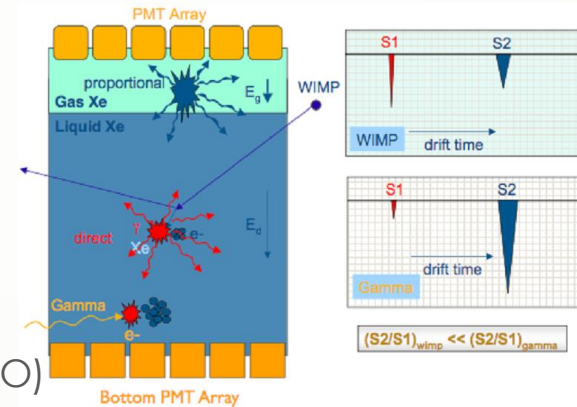 PMT Array
proportional
Gas Xe
Eg
WIMP
Liquid Xe
Ed
γ
e-
direct
Xe
Gamma
e-
O)
Bottom PMT Array
S1
S2
WIMP
drift time
S1
S2
drift time
Gamma
(S2/S1)wimp << (S2/S1)gamma